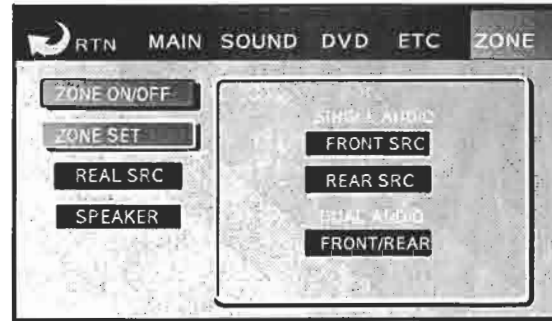 RTN MAIN SOUND DVD ETC ZONE
ZONE ON/OFF
ZONE SET
REAL SRC
SPEAKER
SINGLE AUDIO
FRONT SRC
REAR SRC
DUAL AUDIO
FRONT/REAR